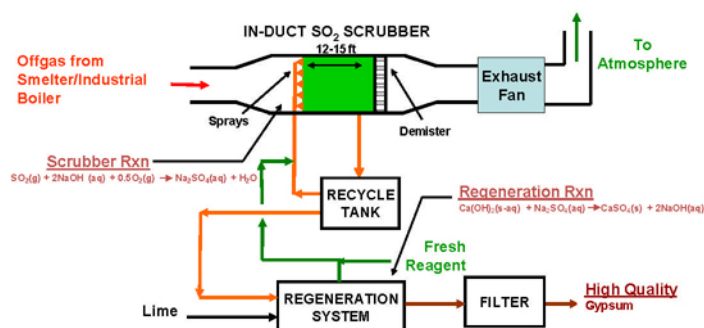 IN-DUCT SO₂ SCRUBBER
12-15 ft
Offgas from
Smelter/Industrial
Boiler
To
Atmosphere
Exhaust
Fan
Sprays
Demister
Scrubber Rxn
SO₂(g) + 2NaOH (aq) + 0.5O₂(g) → Na₂SO₄(aq) + H₂O
RECYCLE
TANK
Regeneration Rxn
Ca(OH)₂(s-aq) + Na₂SO₄(aq)→CaSO₄(s) + 2NaOH(aq)
Fresh
Reagent
Lime
REGENERATION
SYSTEM
FILTER
High Quality
Gypsum